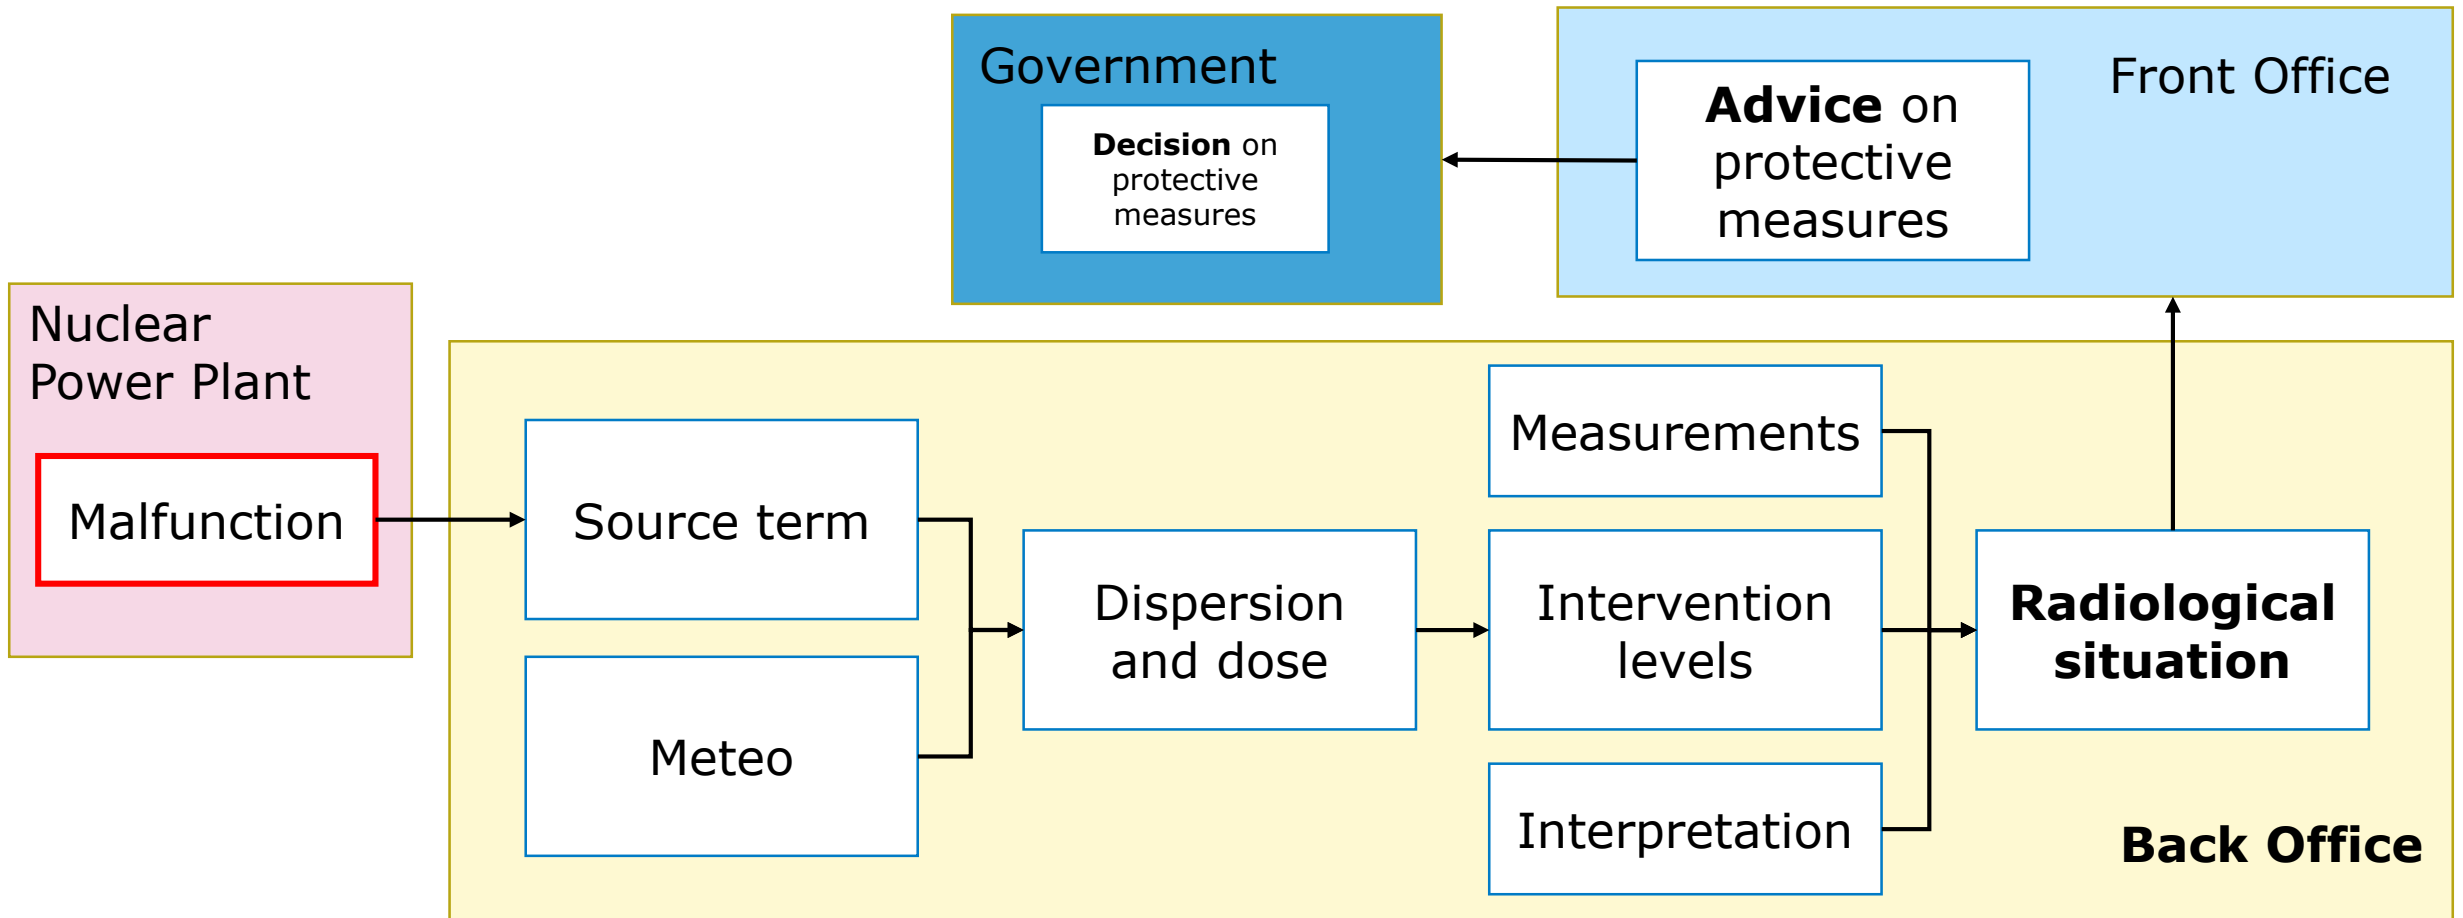 Government
Decision on
protective
measures
Front Office
Advice on
protective
measures
Nuclear
Power Plant
Malfunction
Source term
Meteo
Dispersion
and dose
Measurements
Intervention
levels
Interpretation
Radiological
situation
Back Office